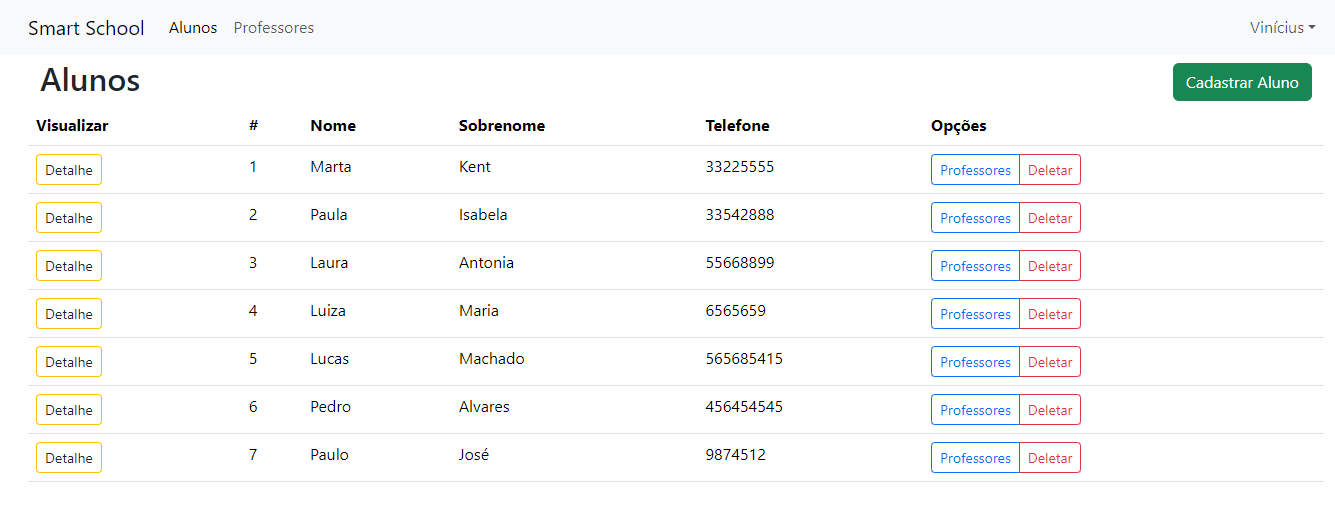 Smart School Alunos Professores Vinícius
Alunos Cadastrar Aluno
Visualizar # Nome Sobrenome Telefone Opções
Detalhe 1 Marta Kent 33225555 Professores Deletar
Detalhe 2 Paula Isabela 33542888 Professores Deletar
Detalhe 3 Laura Antonia 55668899 Professores Deletar
Detalhe 4 Luiza Maria 6565659 Professores Deletar
Detalhe 5 Lucas Machado 565685415 Professores Deletar
Detalhe 6 Pedro Alvares 456454545 Professores Deletar
Detalhe 7 Paulo José 9874512 Professores Deletar